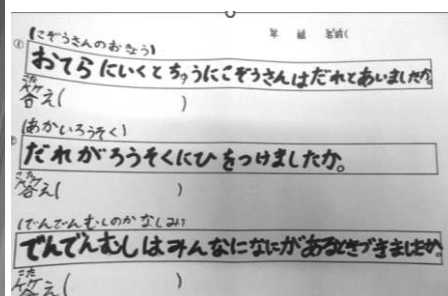 年 組 名前(
① (こぞうさんのおきょう)
おてらにいくとちゅうにこぞうさんはだれとあいましたか。
答え( )
(あかいろうそく)
だれがろうそくにひをつけましたか。
答え( )
(でんでんむしのかなしみ)
でんでんむしはみんなになにがあるときづきましたか。
答え( )